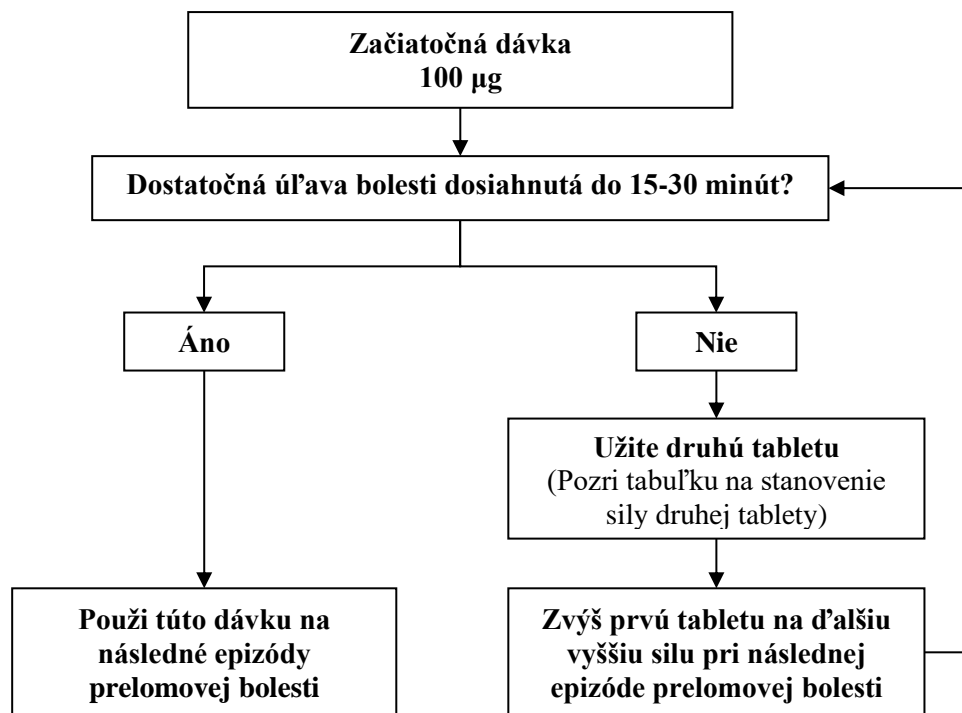 Začiatočná dávka
100 µg
Dostatočná úľava bolesti dosiahnutá do 15-30 minút?
Áno
Nie
Užite druhú tabletu
(Pozri tabuľku na stanovenie
sily druhej tablety)
Použi túto dávku na
následné epizódy
prelomovej bolesti
Zvýš prvú tabletu na ďalšiu
vyššiu silu pri následnej
epizóde prelomovej bolesti